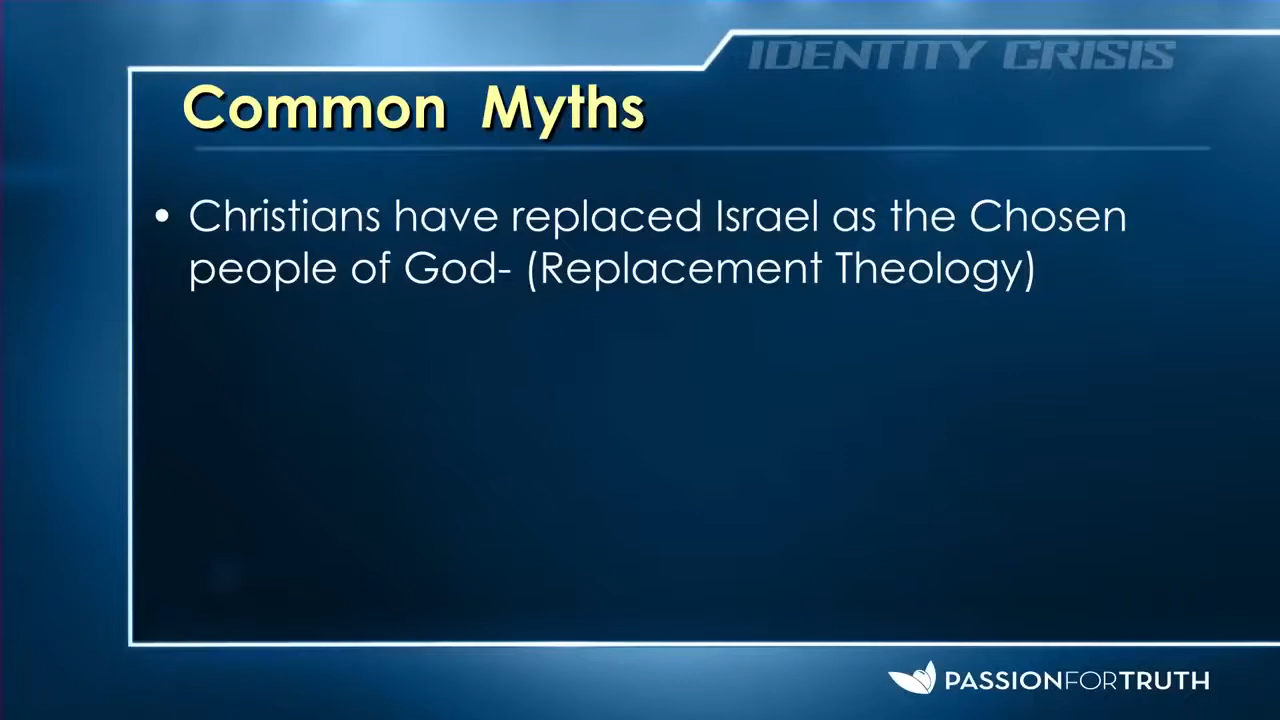 IDENTITY CRISIS
Common Myths
• Christians have replaced Israel as the Chosen
people of God- (Replacement Theology)
PASSIONFORTRUTH